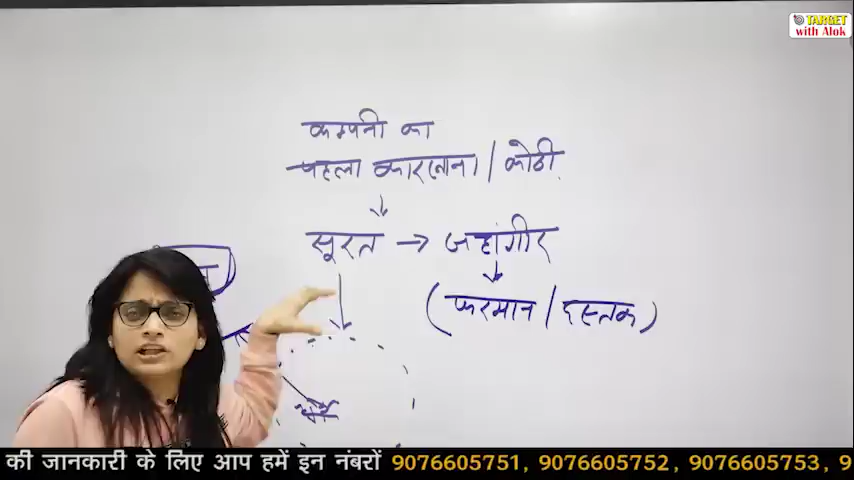 TARGET
with Alok
कम्पनी का
पहला कारखाना / कोठी
सूरत → जहांगीर
(फरमान / दस्तक)
की जानकारी के लिए आप हमें इन नंबरों 9076605751, 9076605752, 9076605753, 9